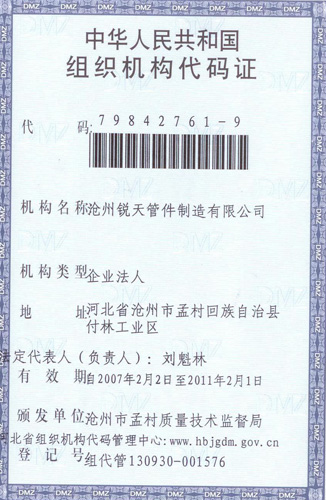 中华人民共和国
组织机构代码证
代 码: 79842761-9
机构名称 沧州锐天管件制造有限公司
机构类型 企业法人
地 址 河北省沧州市孟村回族自治县
付林工业区
法定代表人（负责人）: 刘魁林
有 效 期 自2007年2月2日至2011年2月1日
颁发单位 沧州市孟村质量技术监督局
河北省组织机构代码管理中心:www.hbjgdm.gov.cn
登 记 号 组代管130930-001576